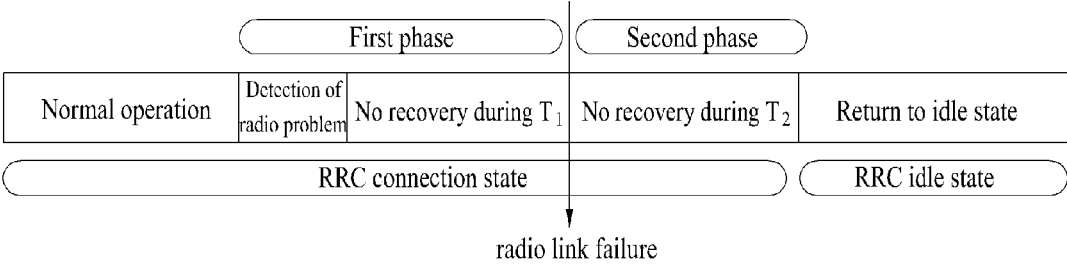 First phase
Second phase
Normal operation
Detection of
radio problem
No recovery during T₁
No recovery during T₂
Return to idle state
RRC connection state
RRC idle state
radio link failure